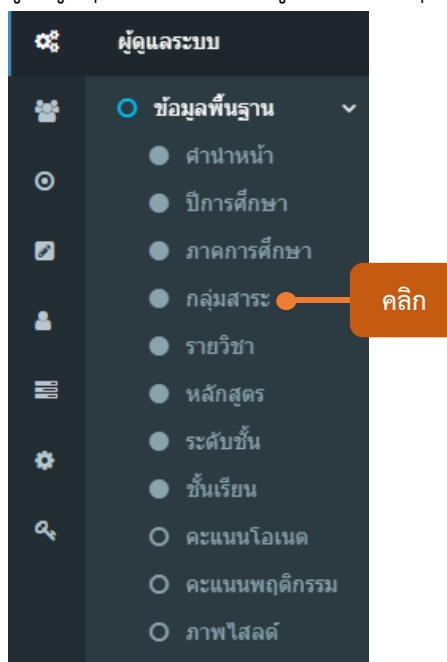 ผู้ดูแลระบบ
ข้อมูลพื้นฐาน
คำนำหน้า
ปีการศึกษา
ภาคการศึกษา
กลุ่มสาระ
คลิก
รายวิชา
หลักสูตร
ระดับชั้น
ชั้นเรียน
คะแนนโอเนต
คะแนนพฤติกรรม
ภาพไสลด์